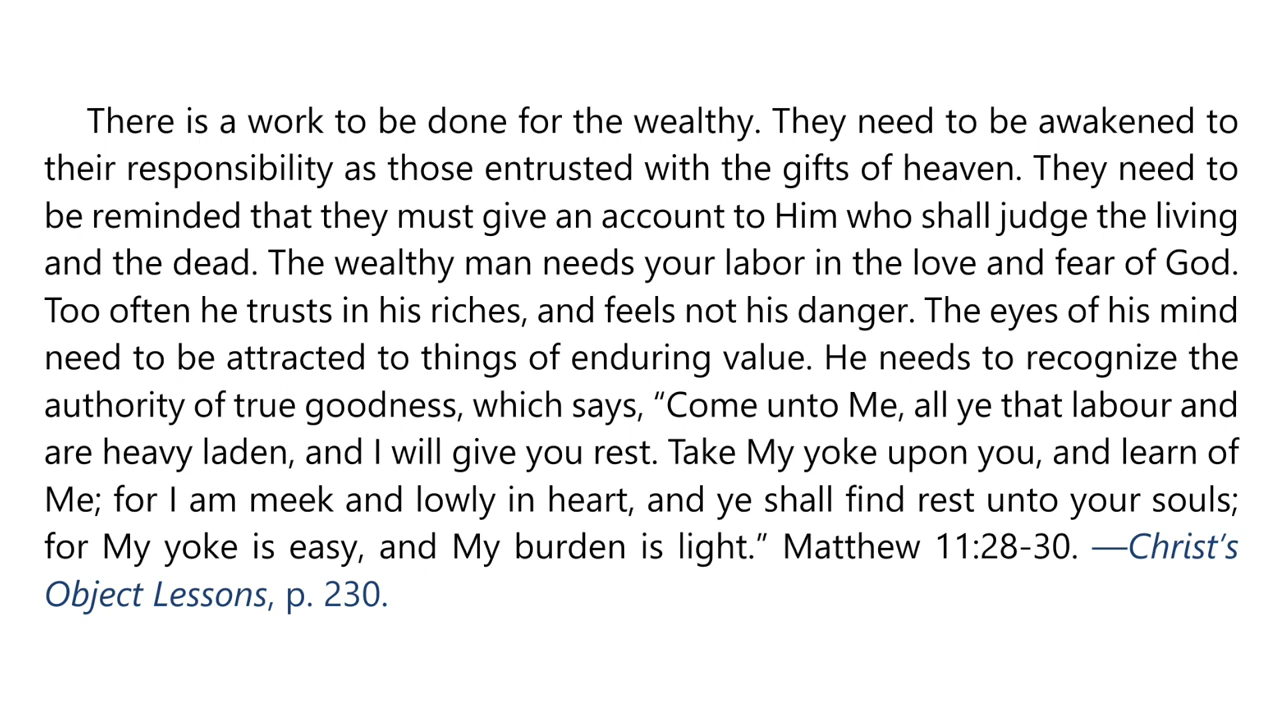 There is a work to be done for the wealthy. They need to be awakened to
their responsibility as those entrusted with the gifts of heaven. They need to
be reminded that they must give an account to Him who shall judge the living
and the dead. The wealthy man needs your labor in the love and fear of God.
Too often he trusts in his riches, and feels not his danger. The eyes of his mind
need to be attracted to things of enduring value. He needs to recognize the
authority of true goodness, which says, “Come unto Me, all ye that labour and
are heavy laden, and I will give you rest. Take My yoke upon you, and learn of
Me; for I am meek and lowly in heart, and ye shall find rest unto your souls;
for My yoke is easy, and My burden is light.” Matthew 11:28-30. —Christ’s
Object Lessons, p. 230.